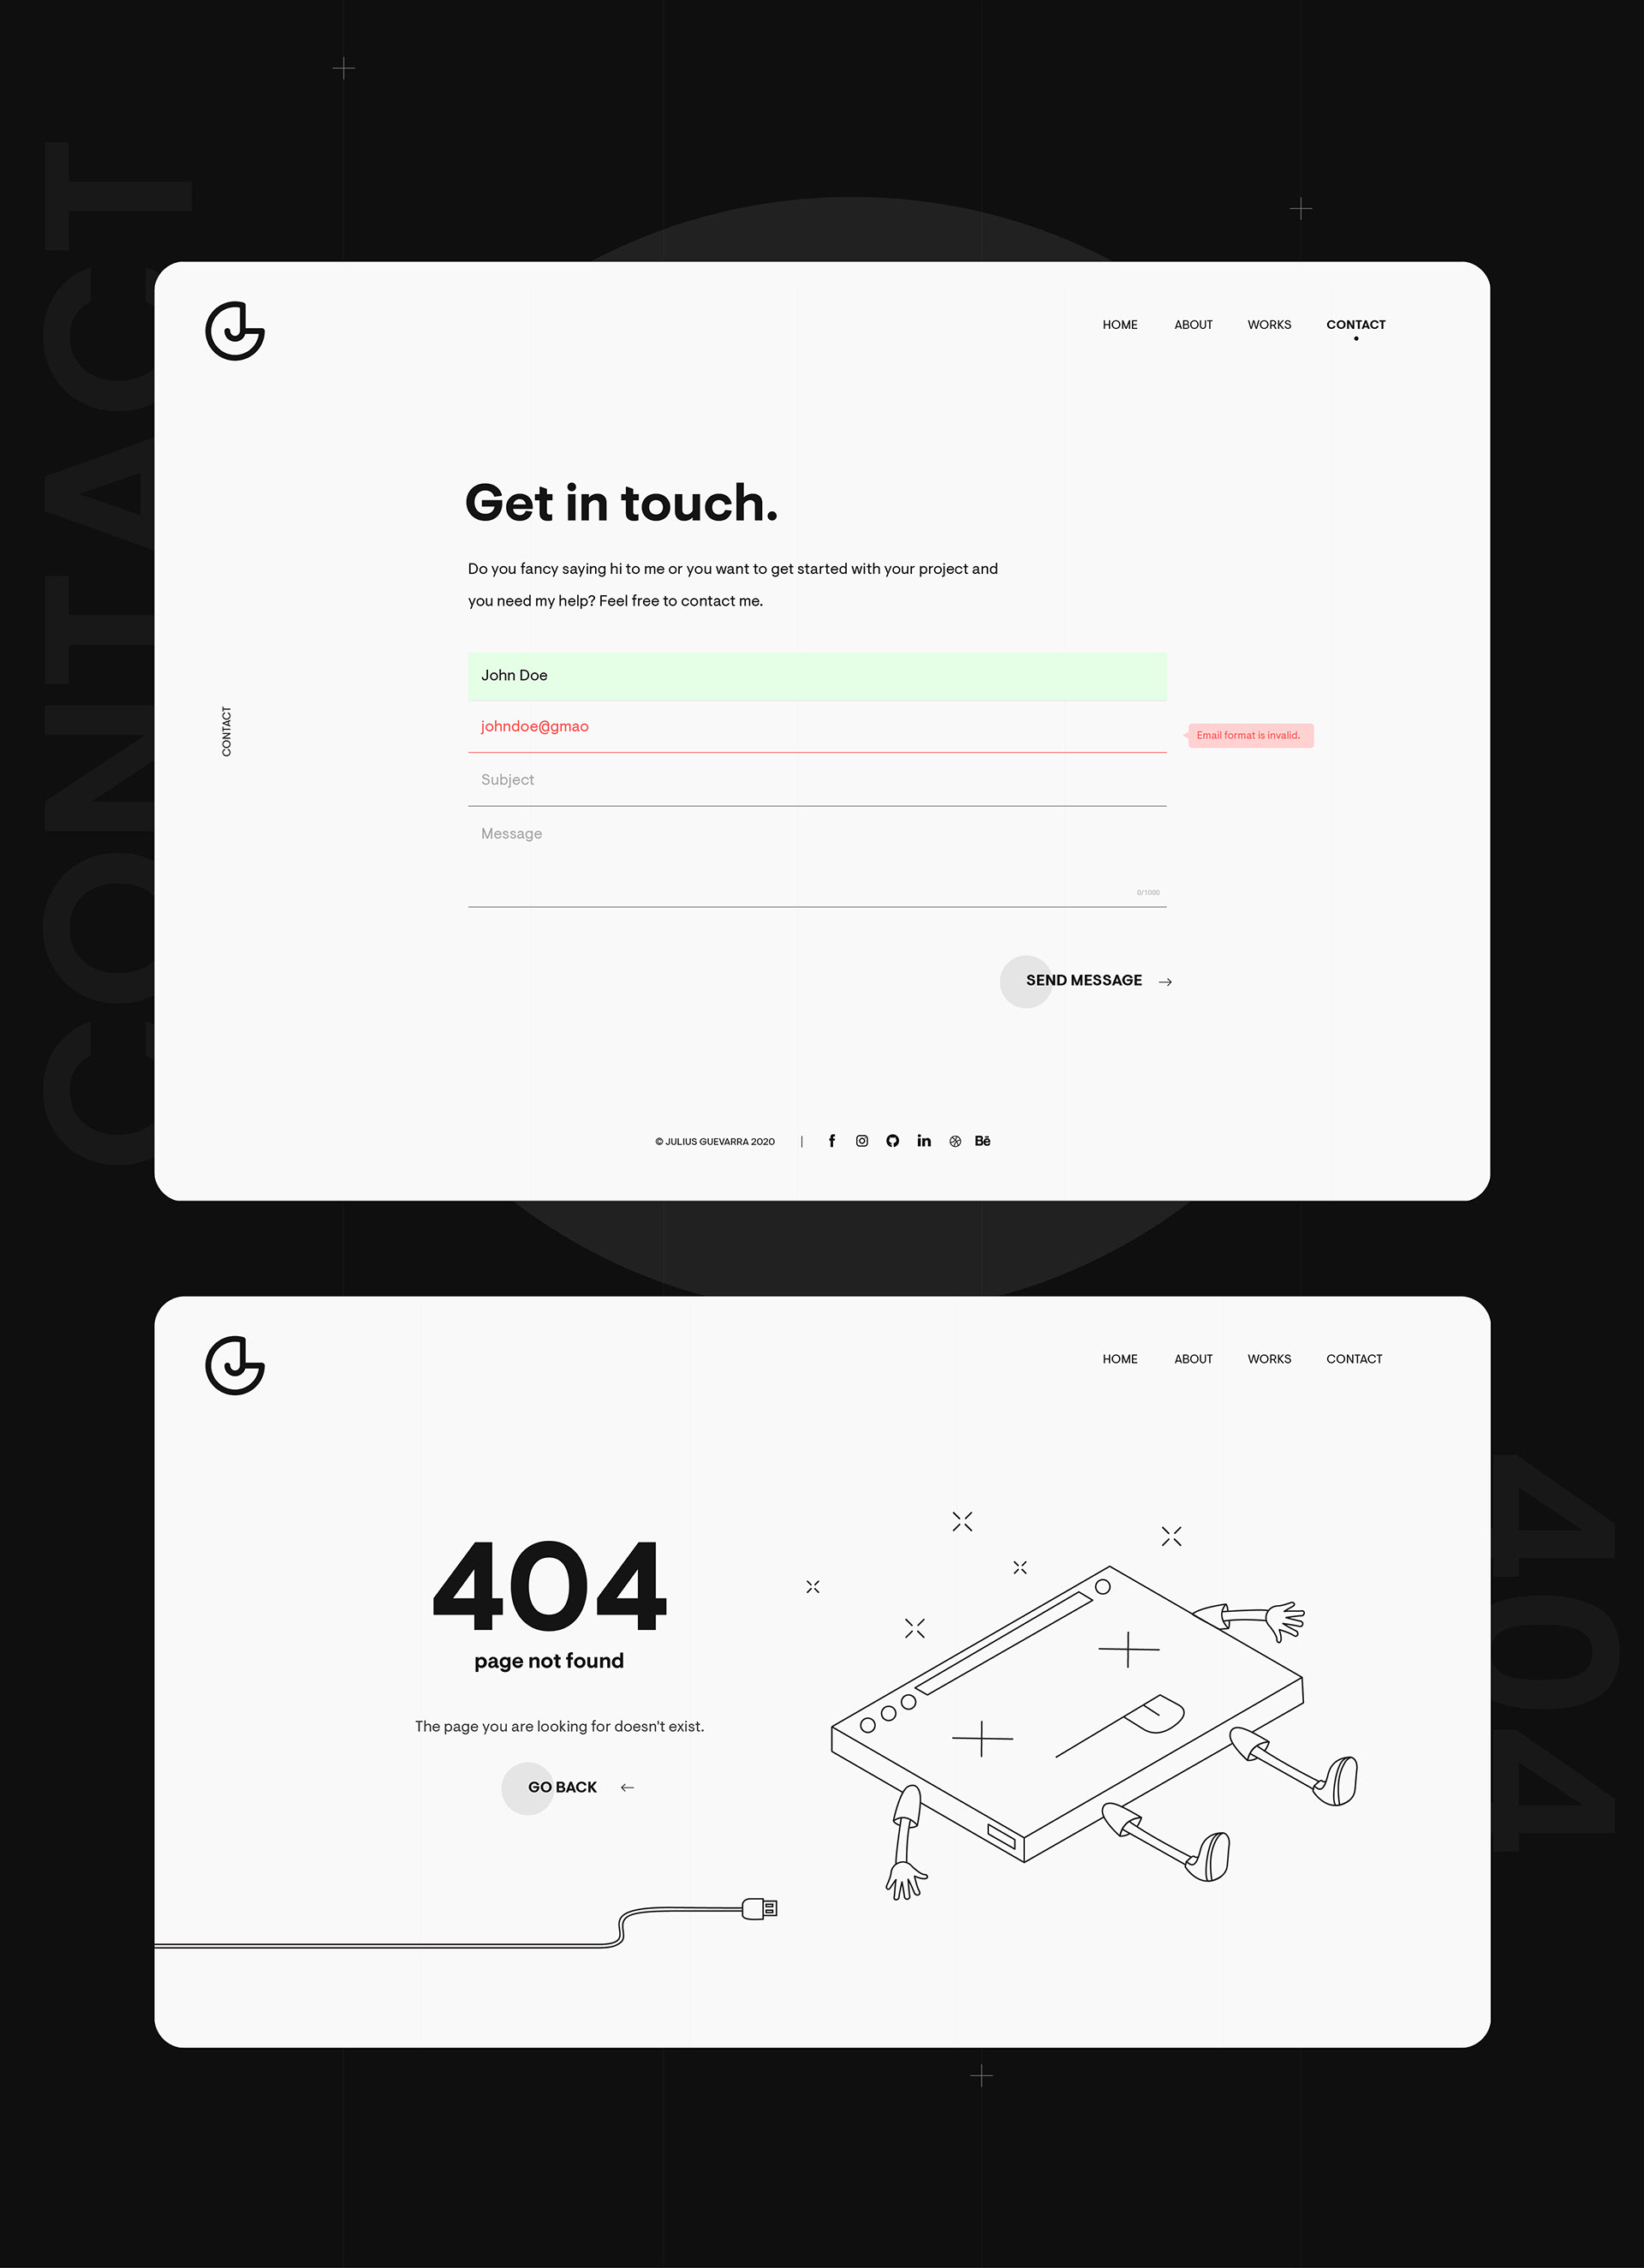 CONTACT
HOME
ABOUT
WORKS
CONTACT
Get in touch.
Do you fancy saying hi to me or you want to get started with your project and
you need my help? Feel free to contact me.
John Doe
johndoe@gmao
Email format is invalid.
CONTACT
Subject
Message
0/1000
SEND MESSAGE
© JULIUS GUEVARRA 2020
Bē
HOME
ABOUT
WORKS
CONTACT
404
404
page not found
The page you are looking for doesn't exist.
GO BACK